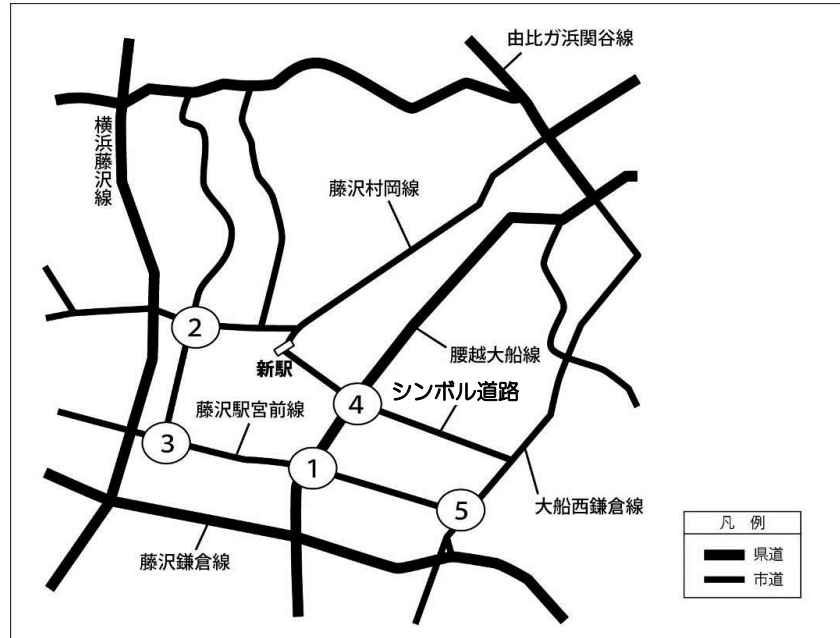 由比ガ浜関谷線
横浜藤沢線
藤沢村岡線
2
新駅
腰越大船線
シンボル道路
4
藤沢駅宮前線
3
1
5
大船西鎌倉線
藤沢鎌倉線
凡 例
県道
市道